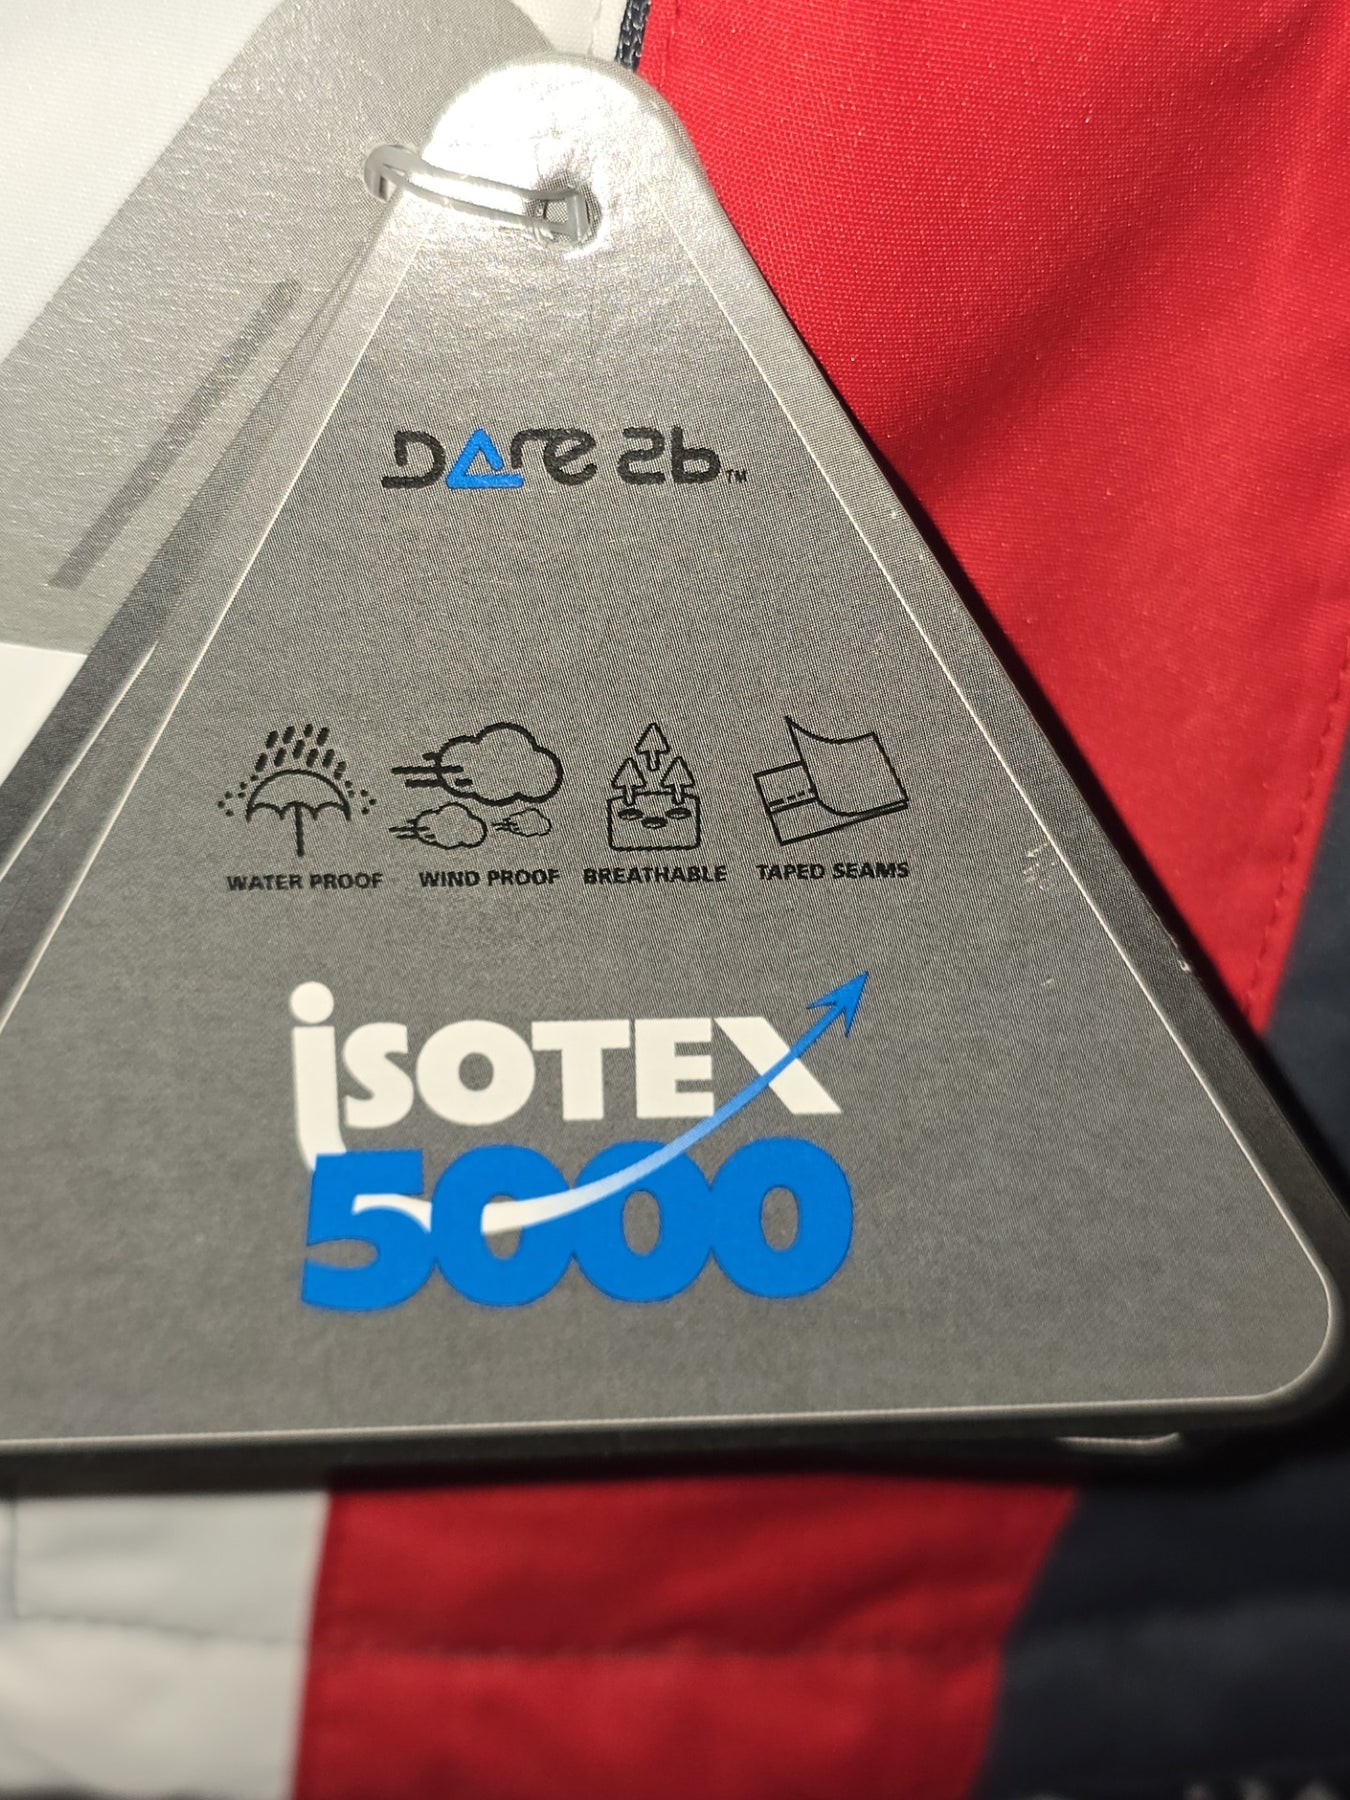 Dare 2b™
WATER PROOF WIND PROOF BREATHABLE TAPED SEAMS
isOTEX
5000